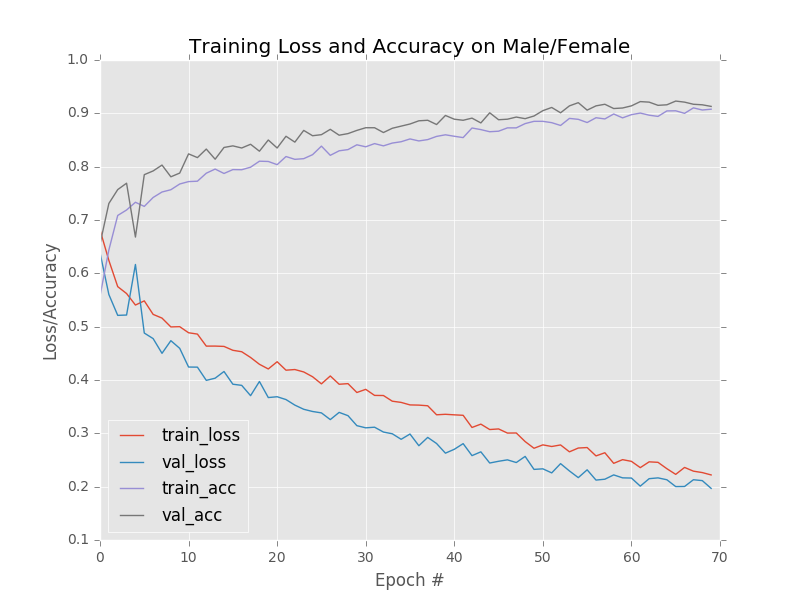 Training Loss and Accuracy on Male/Female
1.0
0.9
0.8
0.7
0.6
0.5
0.4
0.3
0.2
0.1
Loss/Accuracy
train_loss
val_loss
train_acc
val_acc
0 10 20 30 40 50 60 70
Epoch #